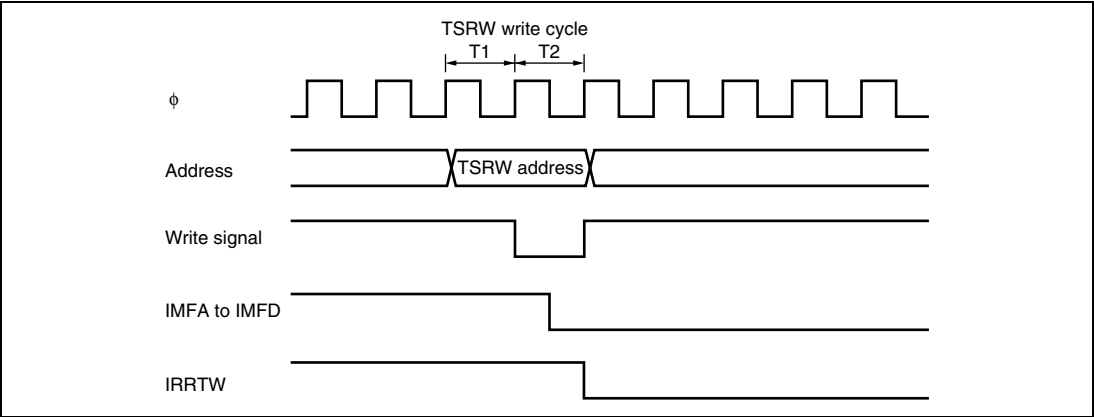 TSRW write cycle
T1 T2
ϕ
Address TSRW address
Write signal
IMFA to IMFD
IRRTW